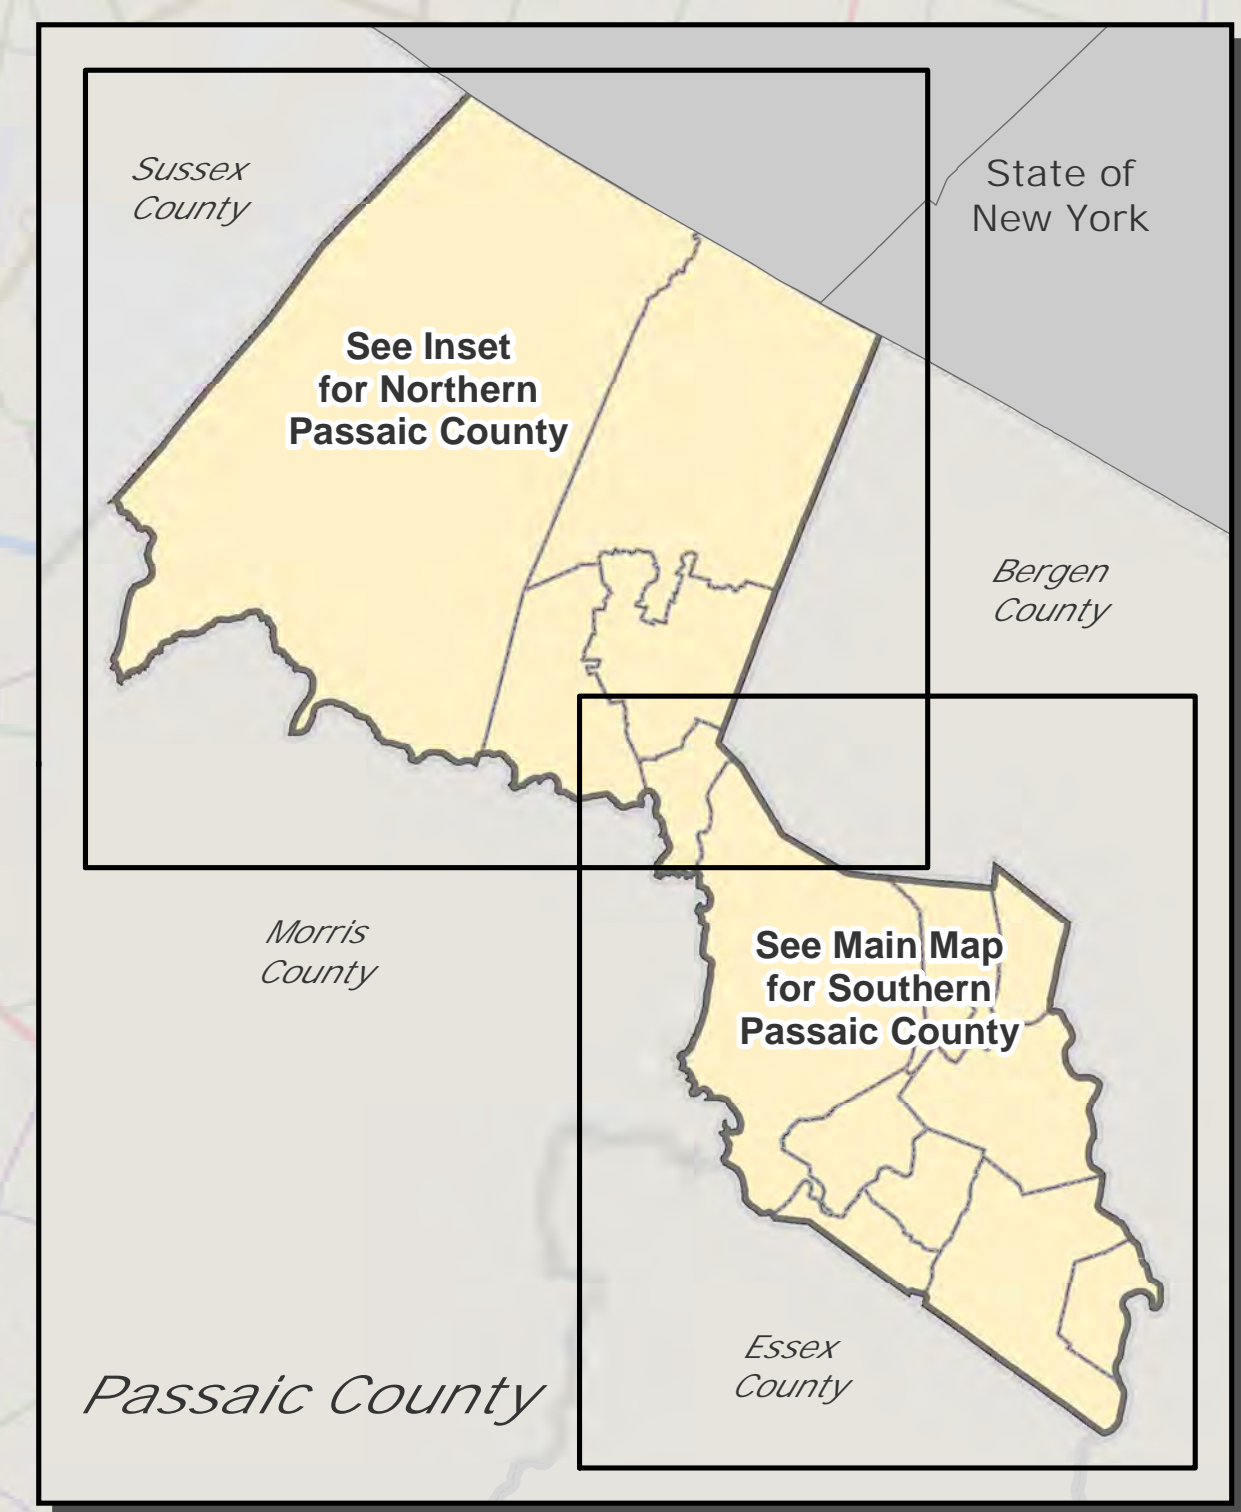 Sussex
County
State of
New York
See Inset
for Northern
Passaic County
Bergen
County
Morris
County
See Main Map
for Southern
Passaic County
Essex
County
Passaic County